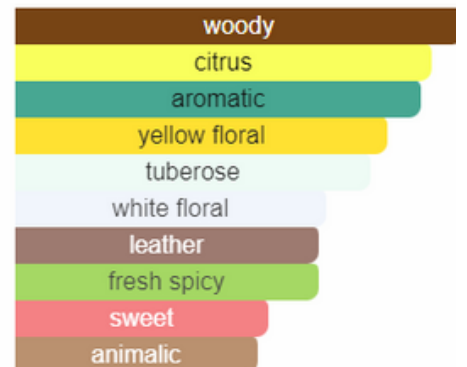 woody
citrus
aromatic
yellow floral
tuberose
white floral
leather
fresh spicy
sweet
animalic